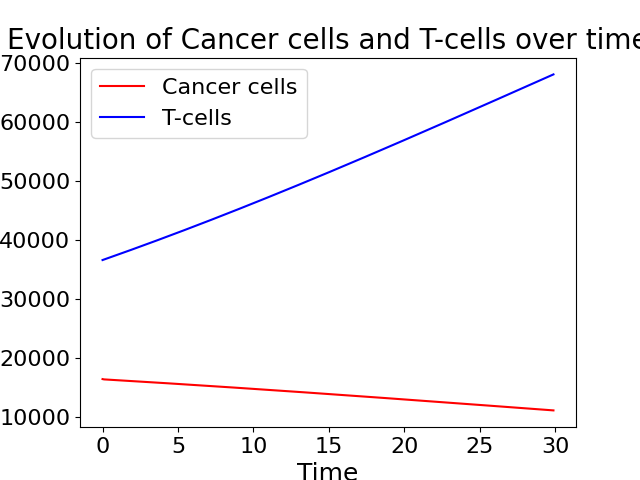 Evolution of Cancer cells and T-cells over time
70000
60000
50000
40000
30000
20000
10000
Cancer cells
T-cells
0 5 10 15 20 25 30
Time